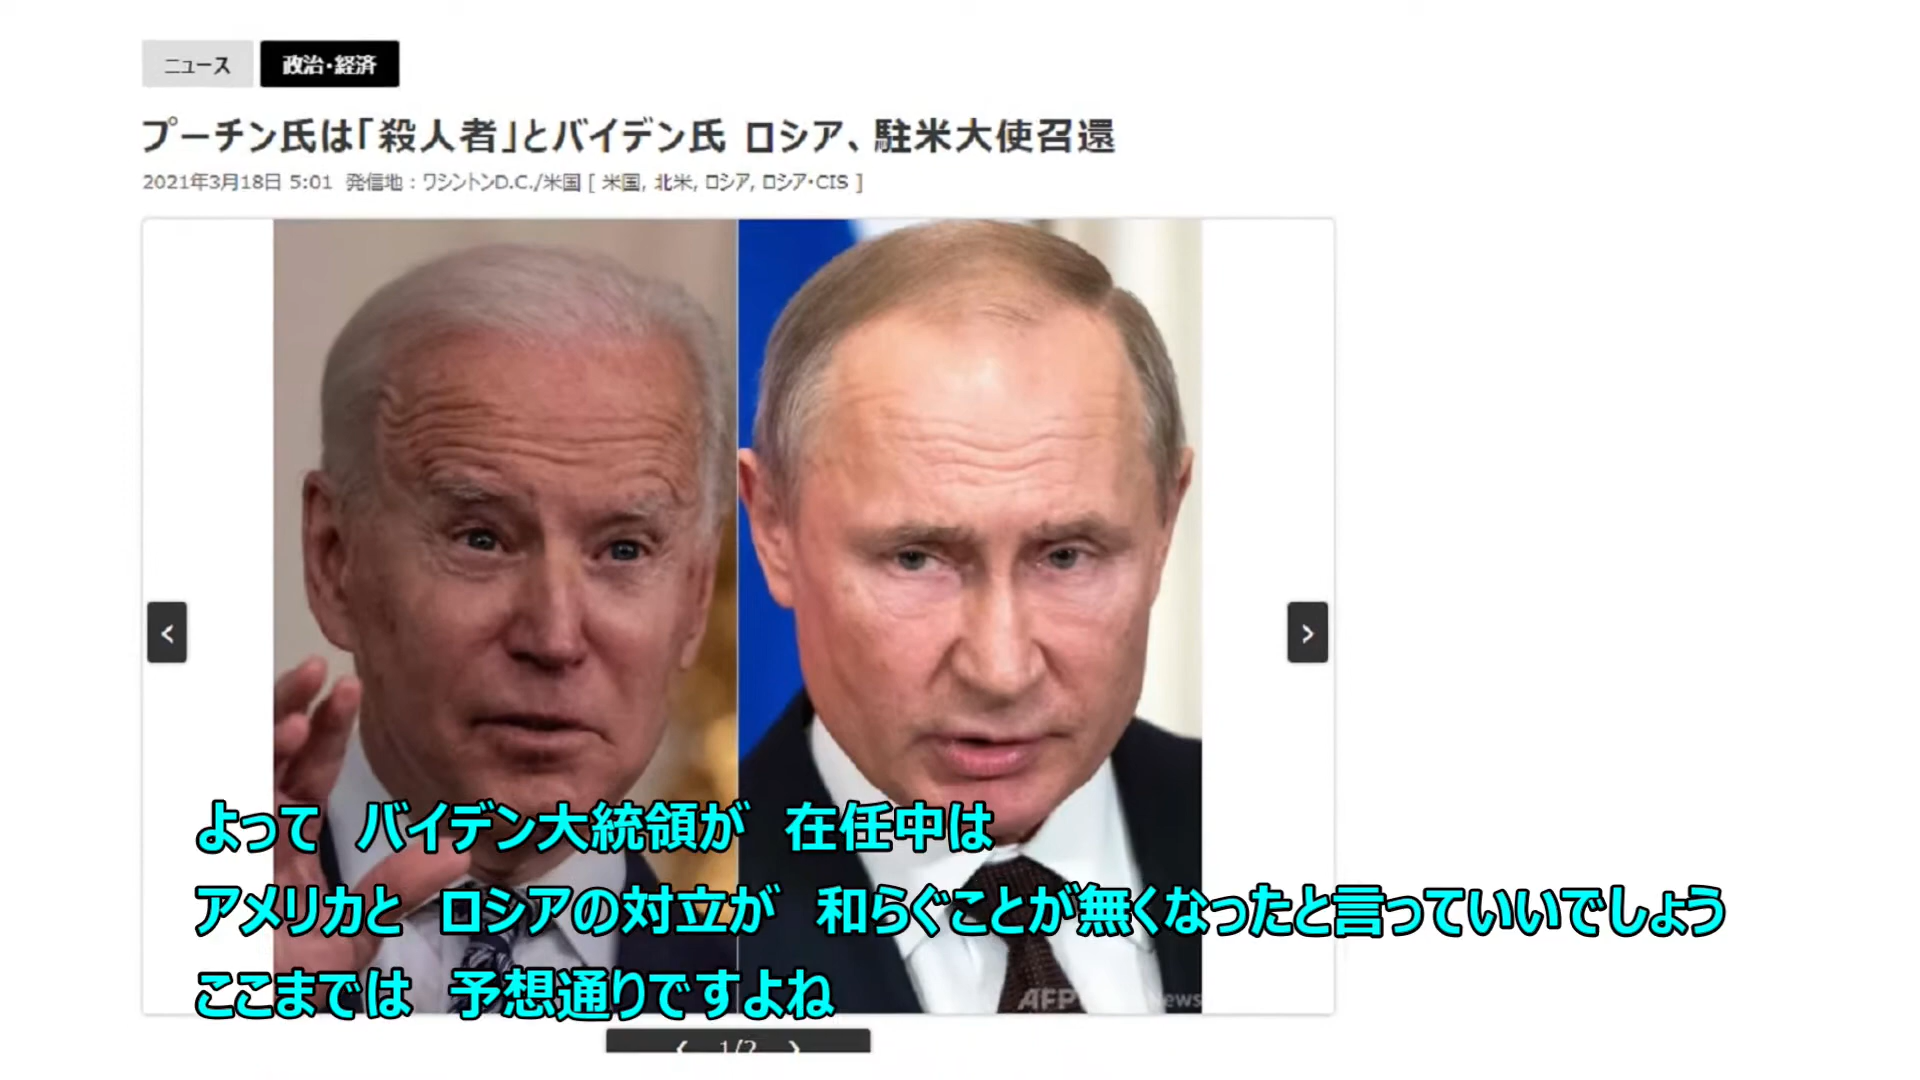 ニュース 政治・経済
プーチン氏は「殺人者」とバイデン氏 ロシア、駐米大使召還
2021年3月18日 5:01 発信地：ワシントンD.C./米国 [ 米国, 北米, ロシア, ロシア・CIS ]
よって バイデン大統領が 在任中は
アメリカと ロシアの対立が 和らぐことが無くなったと言っていいでしょう
ここまでは 予想通りですよね
AFP News
< 1/2 >